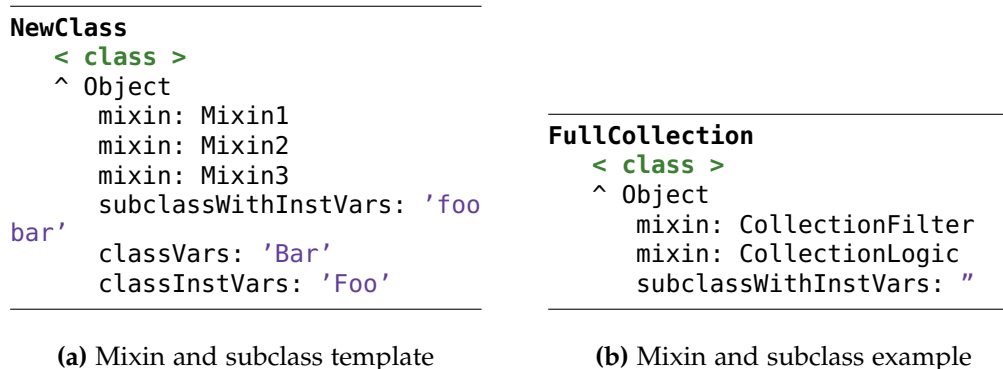 NewClass
< class >
^ Object
mixin: Mixin1
mixin: Mixin2
mixin: Mixin3
subclassWithInstVars: ’foo
bar’
classVars: ’Bar’
classInstVars: ’Foo’
(a) Mixin and subclass template
FullCollection
< class >
^ Object
mixin: CollectionFilter
mixin: CollectionLogic
subclassWithInstVars: ’’
(b) Mixin and subclass example